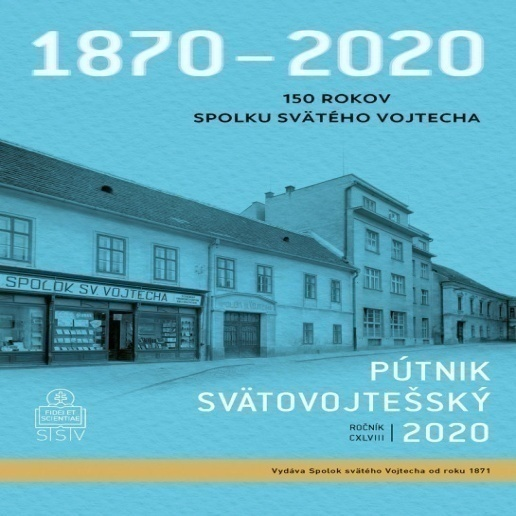 1870 – 2020
150 ROKOV
SPOLKU SVÄTÉHO VOJTECHA
SPOLOK SV. VOJTECHA
PÚTNIK
SVÄTOVOJTEŠSKÝ
ROČNÍK
CXLVIII
2020
FIDEI ET
SCIENTIAE
SSV
Vydáva Spolok svätého Vojtecha od roku 1871